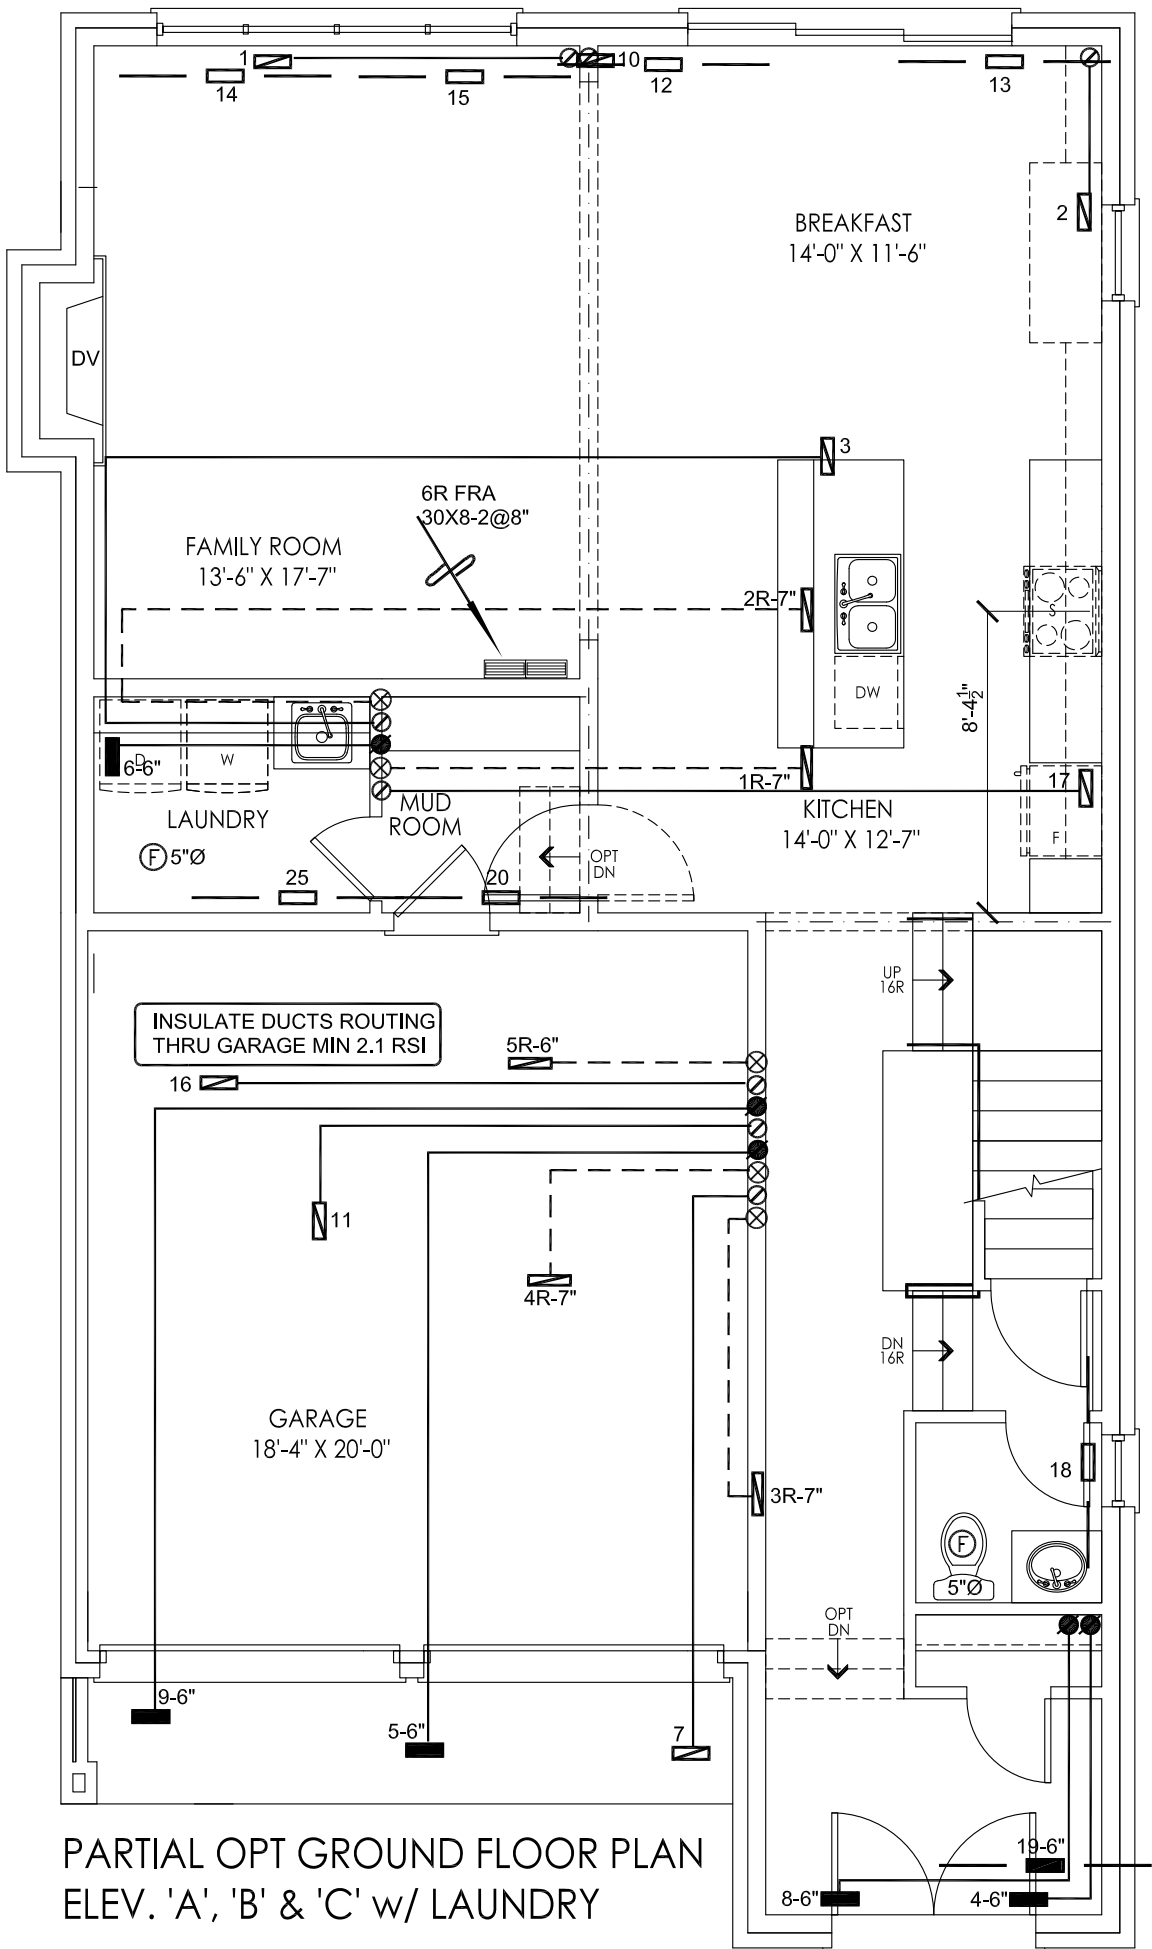 1
10
14
15
12
13
2
BREAKFAST
14'-0" X 11'-6"
DV
3
6R FRA
30X8-2@8"
FAMILY ROOM
13'-6" X 17'-7"
2R-7"
S
DW
8'-4½"
6-6"
D
W
1R-7"
17
F
LAUNDRY
MUD
ROOM
KITCHEN
14'-0" X 12'-7"
F 5"Ø
OPT
DN
25
20
UP
16R
INSULATE DUCTS ROUTING
THRU GARAGE MIN 2.1 RSI
5R-6"
16
11
4R-7"
DN
16R
GARAGE
18'-4" X 20'-0"
18
3R-7"
F
5"Ø
P
OPT
DN
9-6"
5-6"
7
PARTIAL OPT GROUND FLOOR PLAN
ELEV. 'A', 'B' & 'C' w/ LAUNDRY
19-6"
8-6"
4-6"